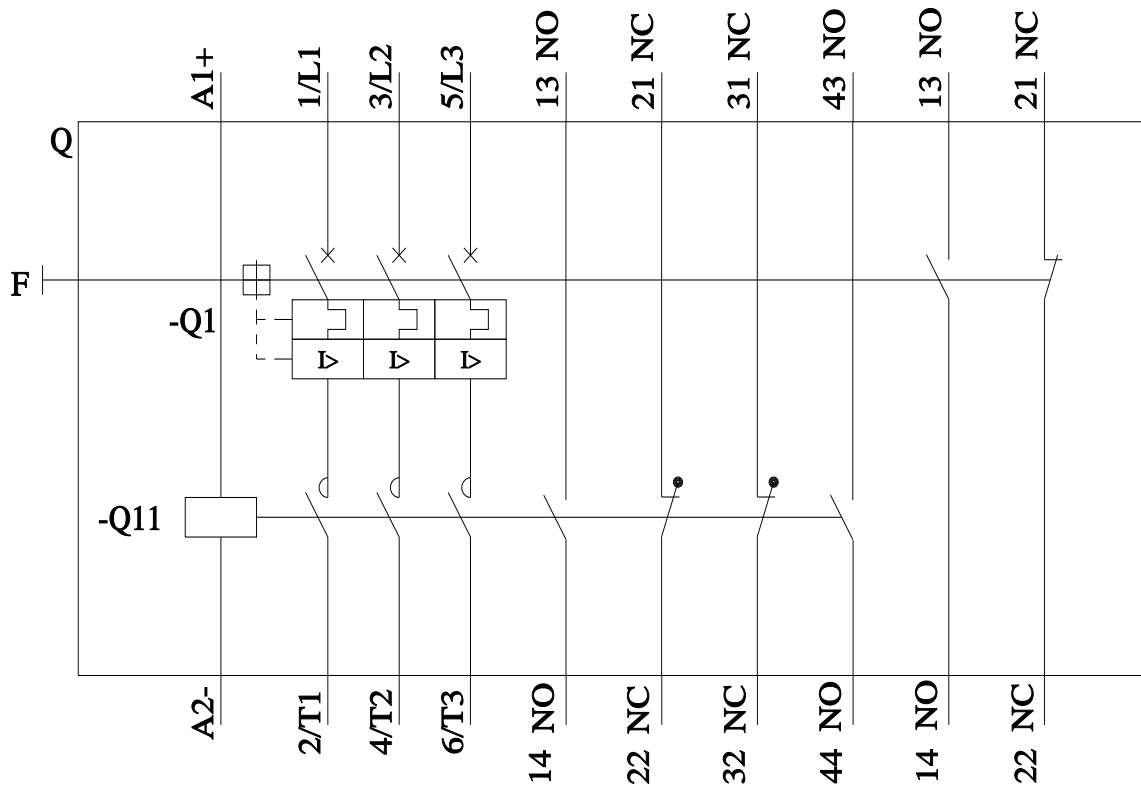 A1+
1/L1
3/L2
5/L3
13 NO
21 NC
31 NC
43 NO
13 NO
21 NC
Q
F
-Q1
I>
I>
I>
-Q11
A2-
2/T1
4/T2
6/T3
14 NO
22 NC
32 NC
44 NO
14 NO
22 NC